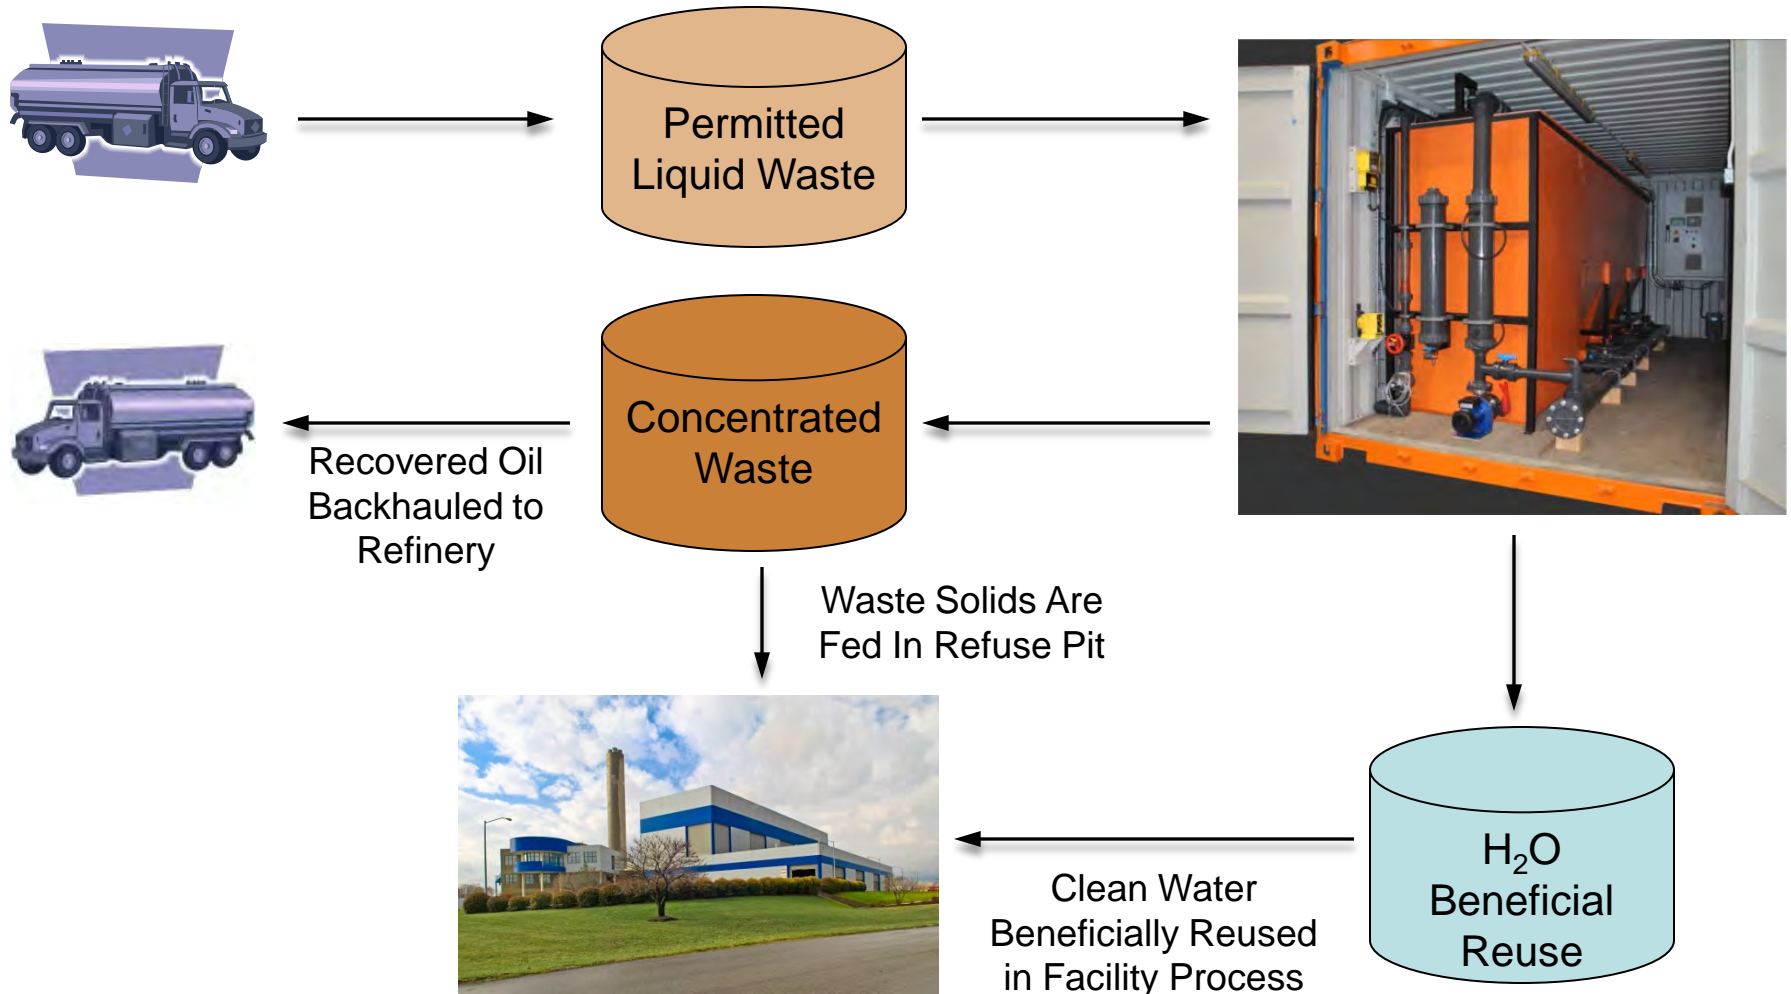 Permitted
Liquid Waste
Concentrated
Waste
Recovered Oil
Backhauled to
Refinery
Waste Solids Are
Fed In Refuse Pit
H₂O
Beneficial
Reuse
Clean Water
Beneficially Reused
in Facility Process